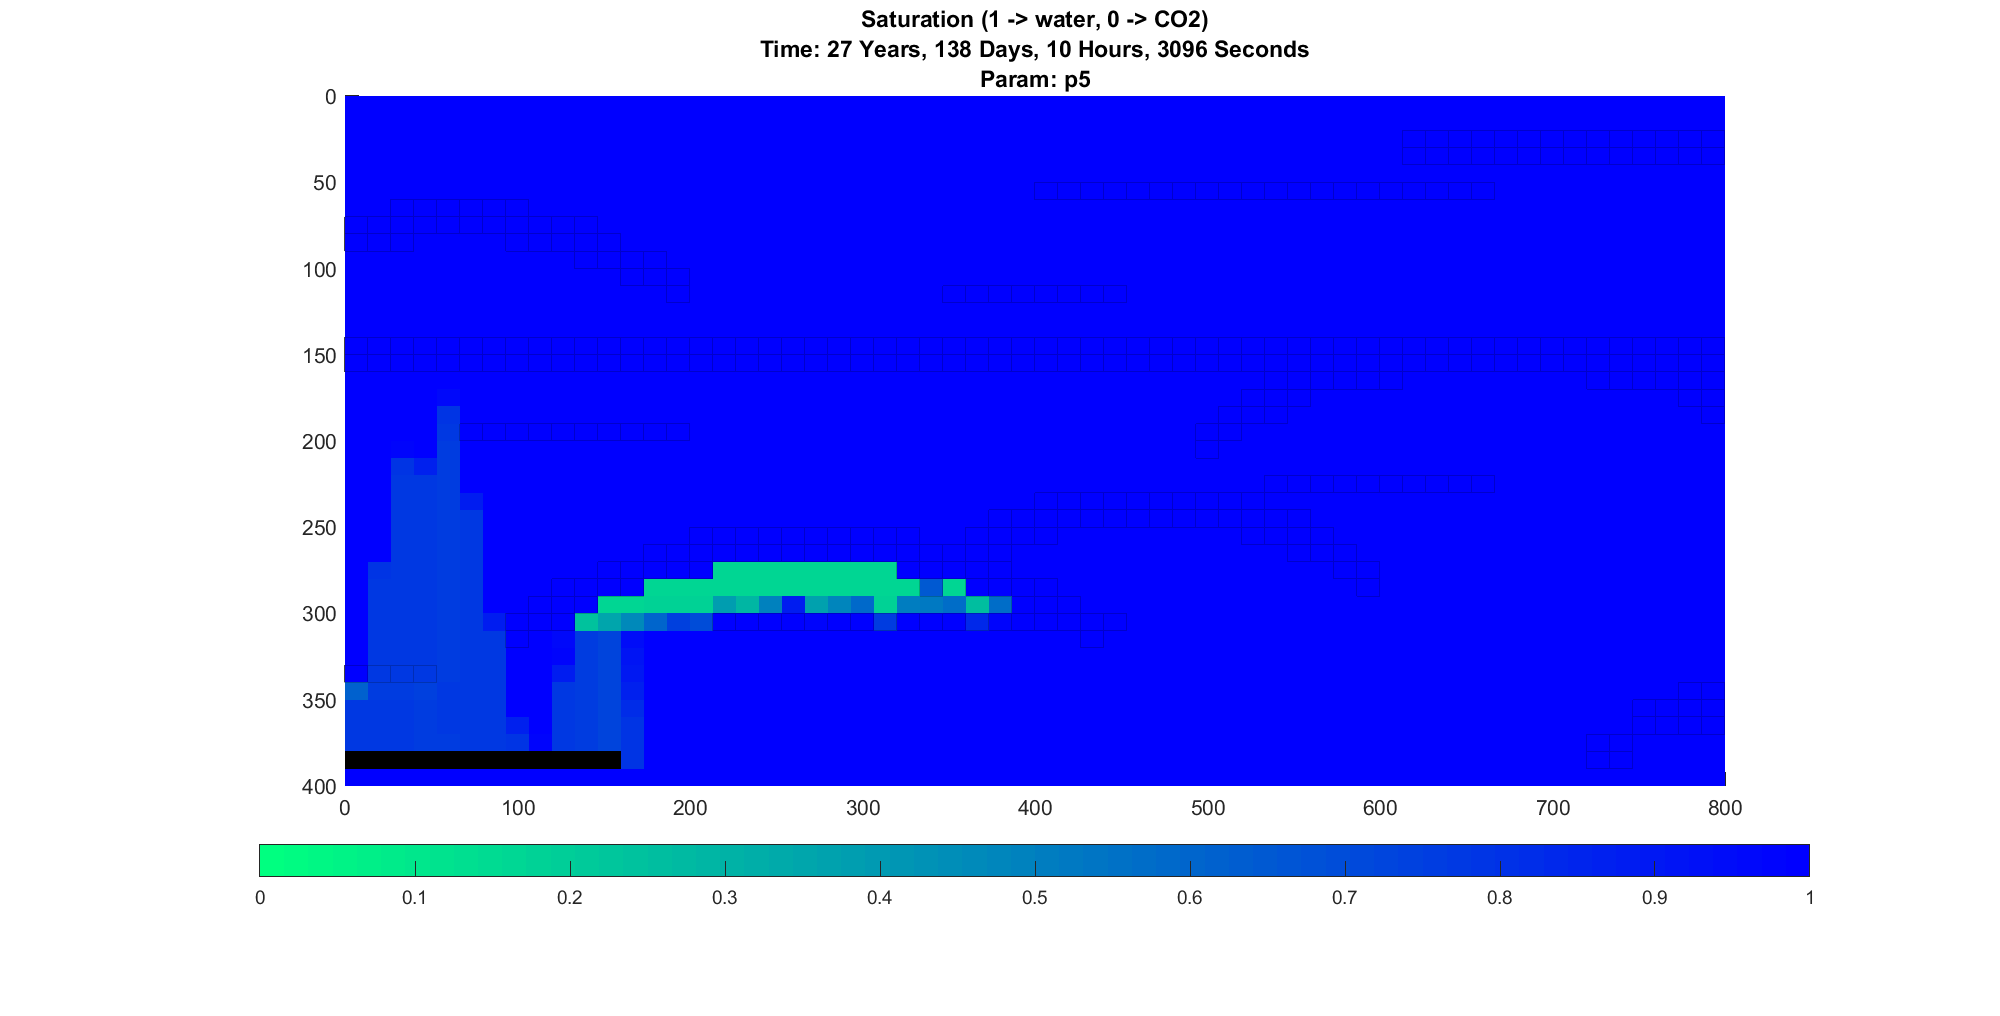 Saturation (1 -> water, 0 -> CO2)
Time: 27 Years, 138 Days, 10 Hours, 3096 Seconds
Param: p5
0
50
100
150
200
250
300
350
400
0 100 200 300 400 500 600 700 800
0 0.1 0.2 0.3 0.4 0.5 0.6 0.7 0.8 0.9 1